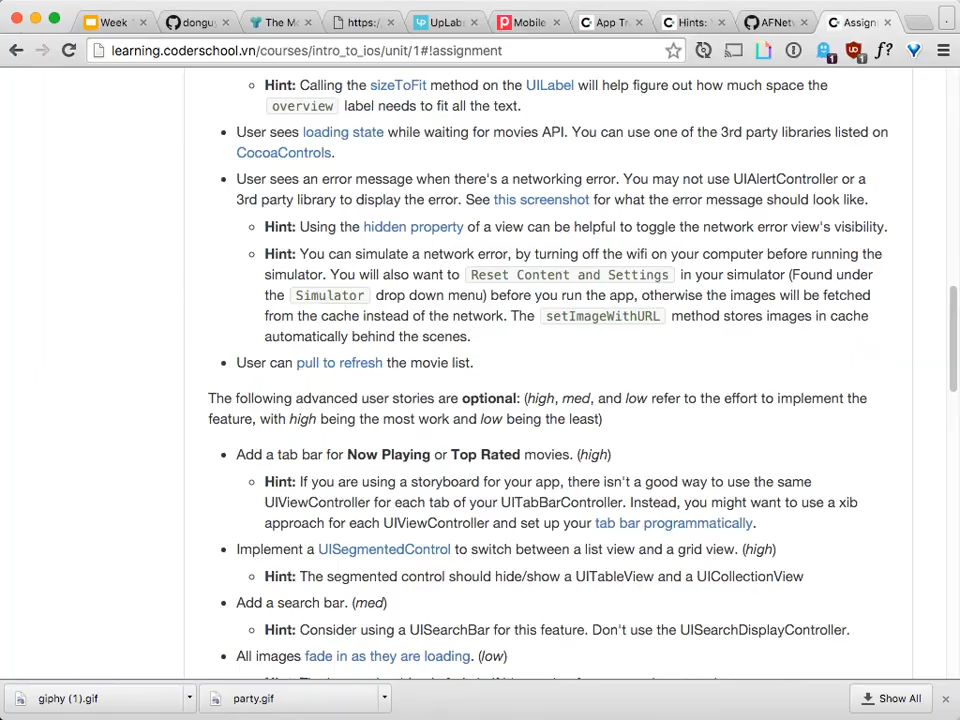 Week
dongu
The Mo
https:/
UpLab
Mobile
App Tr
Hints:
AFNet
Assign
learning.coderschool.vn/courses/intro_to_ios/unit/1#!assignment
f?
1
1
Hint: Calling the sizeToFit method on the UILabel will help figure out how much space the
overview label needs to fit all the text.
User sees loading state while waiting for movies API. You can use one of the 3rd party libraries listed on
CocoaControls.
User sees an error message when there's a networking error. You may not use UIAlertController or a
3rd party library to display the error. See this screenshot for what the error message should look like.
Hint: Using the hidden property of a view can be helpful to toggle the network error view's visibility.
Hint: You can simulate a network error, by turning off the wifi on your computer before running the
simulator. You will also want to Reset Content and Settings in your simulator (Found under
the Simulator drop down menu) before you run the app, otherwise the images will be fetched
from the cache instead of the network. The setImageWithURL method stores images in cache
automatically behind the scenes.
User can pull to refresh the movie list.
The following advanced user stories are optional: (high, med, and low refer to the effort to implement the
feature, with high being the most work and low being the least)
Add a tab bar for Now Playing or Top Rated movies. (high)
Hint: If you are using a storyboard for your app, there isn't a good way to use the same
UIViewController for each tab of your UITabBarController. Instead, you might want to use a xib
approach for each UIViewController and set up your tab bar programmatically.
Implement a UISegmentedControl to switch between a list view and a grid view. (high)
Hint: The segmented control should hide/show a UITableView and a UICollectionView
Add a search bar. (med)
Hint: Consider using a UISearchBar for this feature. Don't use the UISearchDisplayController.
All images fade in as they are loading. (low)
giphy (1).gif
party.gif
Show All